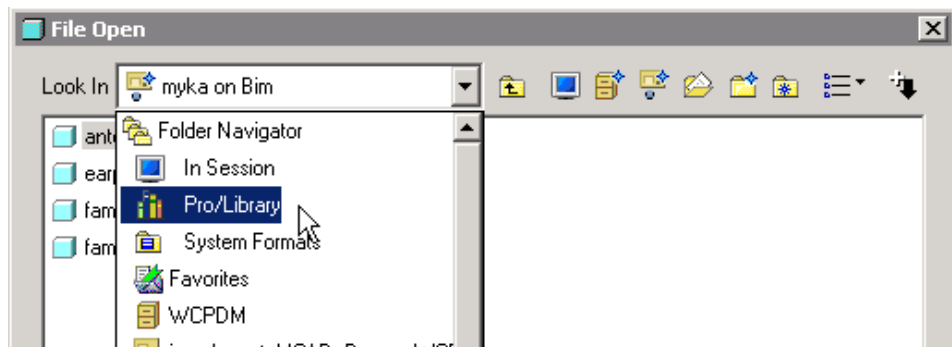 File Open
Look In myka on Bim
Folder Navigator
In Session
Pro/Library
System Formats
Favorites
WCPDM